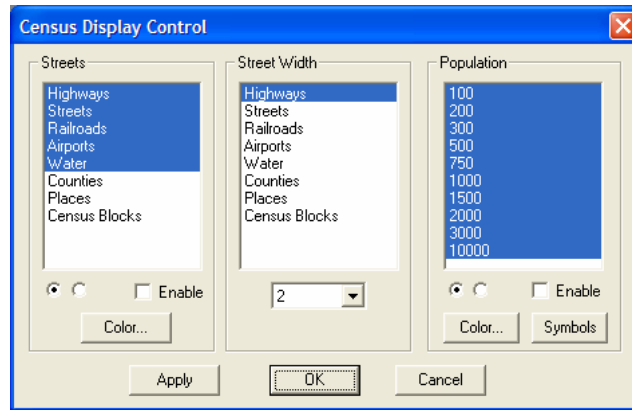 Census Display Control
Streets
Highways
Streets
Railroads
Airports
Water
Counties
Places
Census Blocks
Enable
Color...
Street Width
Highways
Streets
Railroads
Airports
Water
Counties
Places
Census Blocks
2
Population
100
200
300
500
750
1000
1500
2000
3000
10000
Enable
Color...
Symbols
Apply
OK
Cancel